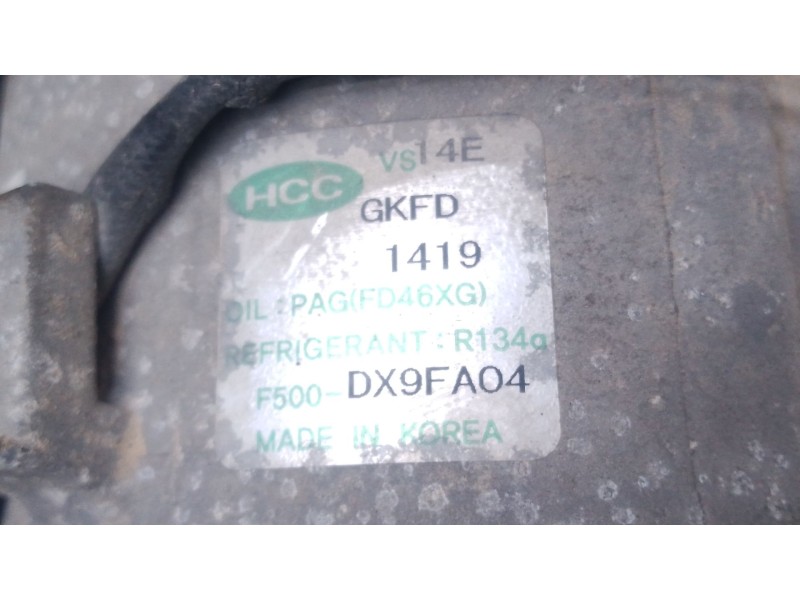 VS14E
HCC
GKFD
1419
OIL : PAG(FD46XG)
REFRIGERANT : R134a
F500-DX9FA04
MADE IN KOREA